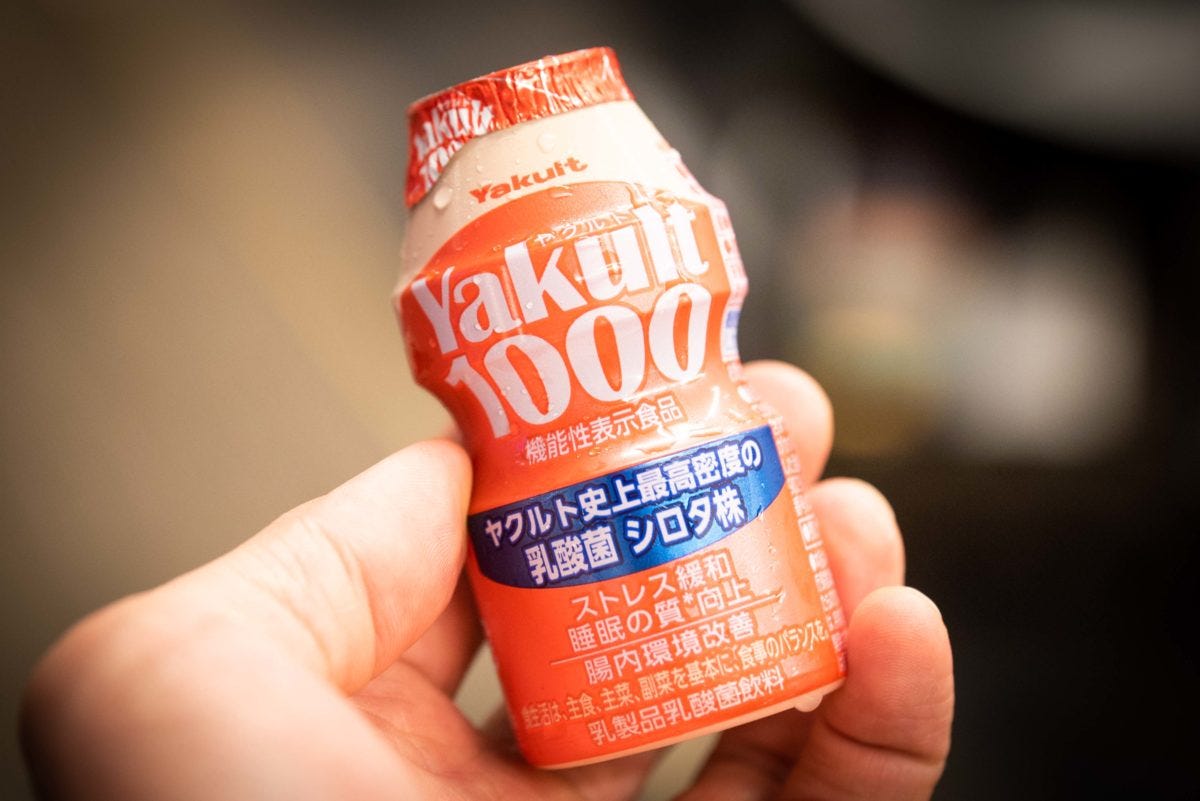 Yakult
1000
Yakult
ヤクルト
Yakult
1000
機能性表示食品
ヤクルト史上最高密度の
乳酸菌 シロタ株
ストレス緩和
睡眠の質*向上
腸内環境改善
食生活は、主食、主菜、副菜を基本に、食事のバランスを。
乳製品乳酸菌飲料